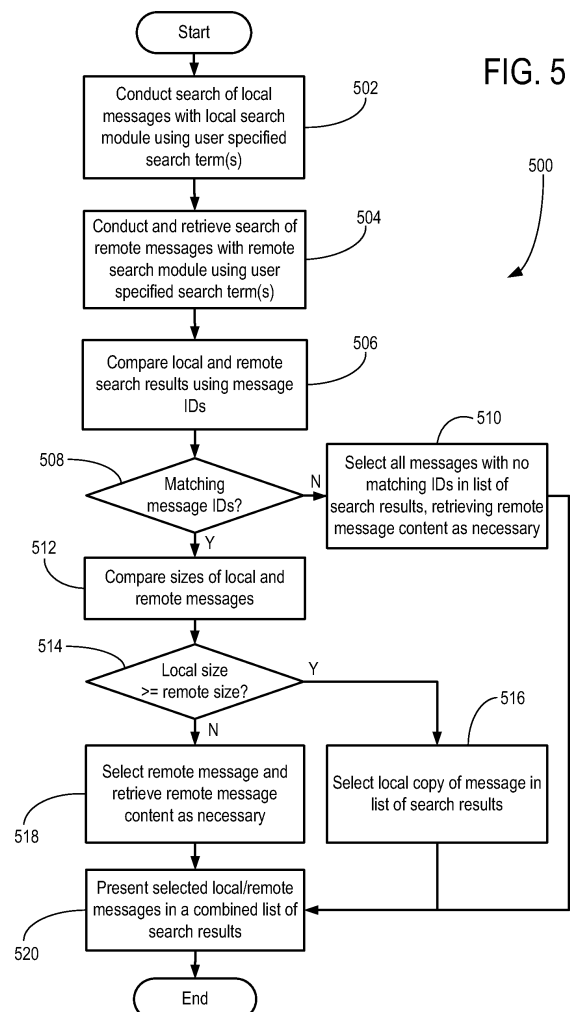 Start
FIG. 5
Conduct search of local
messages with local search
module using user specified
search term(s)
502
500
Conduct and retrieve search of
remote messages with remote
search module using user
specified search term(s)
504
Compare local and remote
search results using message
IDs
506
508
Matching
message IDs?
N
Y
510
Select all messages with no
matching IDs in list of
search results, retrieving remote
message content as necessary
512
Compare sizes of local and
remote messages
514
Local size
>= remote size?
Y
N
516
Select local copy of message in
list of search results
Select remote message and
retrieve remote message
content as necessary
518
Present selected local/remote
messages in a combined list of
search results
520
End